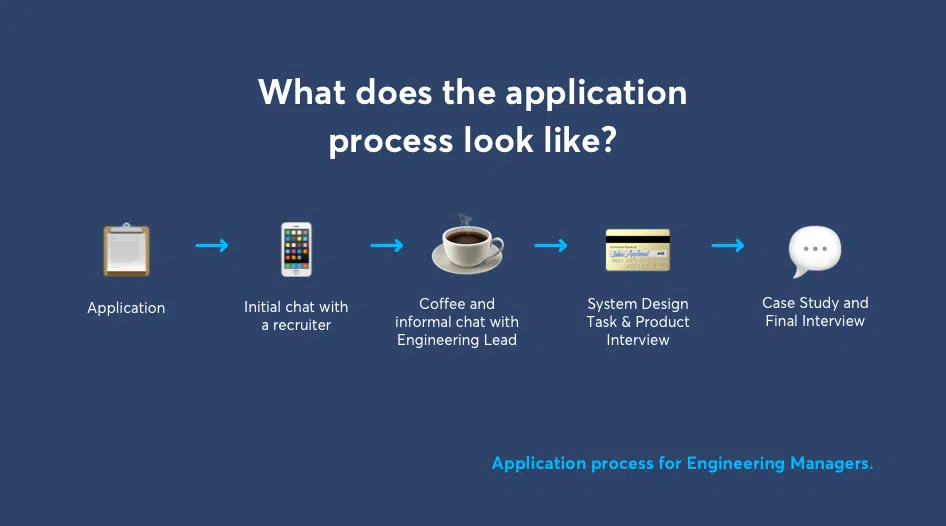 What does the application
process look like?
Application
Initial chat with
a recruiter
Coffee and
informal chat with
Engineering Lead
System Design
Task & Product
Interview
Case Study and
Final Interview
Application process for Engineering Managers.